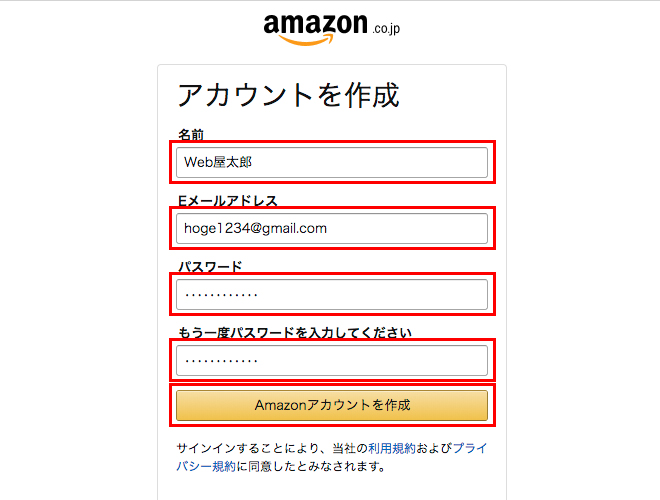 amazon.co.jp
アカウントを作成
名前
Web屋太郎
Eメールアドレス
hoge1234@gmail.com
パスワード
............
もう一度パスワードを入力してください
............
Amazonアカウントを作成
サインインすることにより、当社の利用規約およびプライ
バシー規約に同意したとみなされます。